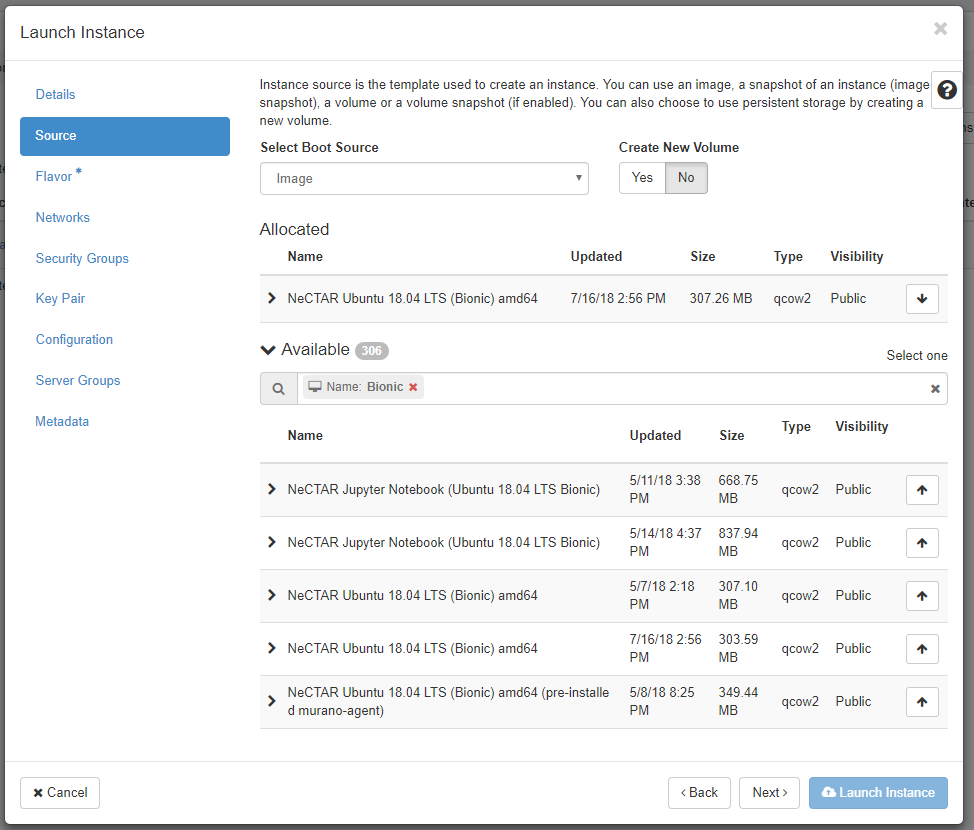 Launch Instance
Details
Source
Flavor *
Networks
Security Groups
Key Pair
Configuration
Server Groups
Metadata
Instance source is the template used to create an instance. You can use an image, a snapshot of an instance (image
snapshot), a volume or a volume snapshot (if enabled). You can also choose to use persistent storage by creating a
new volume.
Select Boot Source
Create New Volume
Image
Yes No
Allocated
Name Updated Size Type Visibility
NeCTAR Ubuntu 18.04 LTS (Bionic) amd64 7/16/18 2:56 PM 307.26 MB qcow2 Public
Available 306
Select one
Name: Bionic
Name Updated Size Type Visibility
NeCTAR Jupyter Notebook (Ubuntu 18.04 LTS Bionic) 5/11/18 3:38 668.75 qcow2 Public
PM MB
NeCTAR Jupyter Notebook (Ubuntu 18.04 LTS Bionic) 5/14/18 4:37 837.94 qcow2 Public
PM MB
NeCTAR Ubuntu 18.04 LTS (Bionic) amd64 5/7/18 2:18 307.10 qcow2 Public
PM MB
NeCTAR Ubuntu 18.04 LTS (Bionic) amd64 7/16/18 2:56 303.59 qcow2 Public
PM MB
NeCTAR Ubuntu 18.04 LTS (Bionic) amd64 (pre-installe 5/8/18 8:25 349.44 qcow2 Public
d murano-agent) PM MB
Cancel
Back
Next
Launch Instance